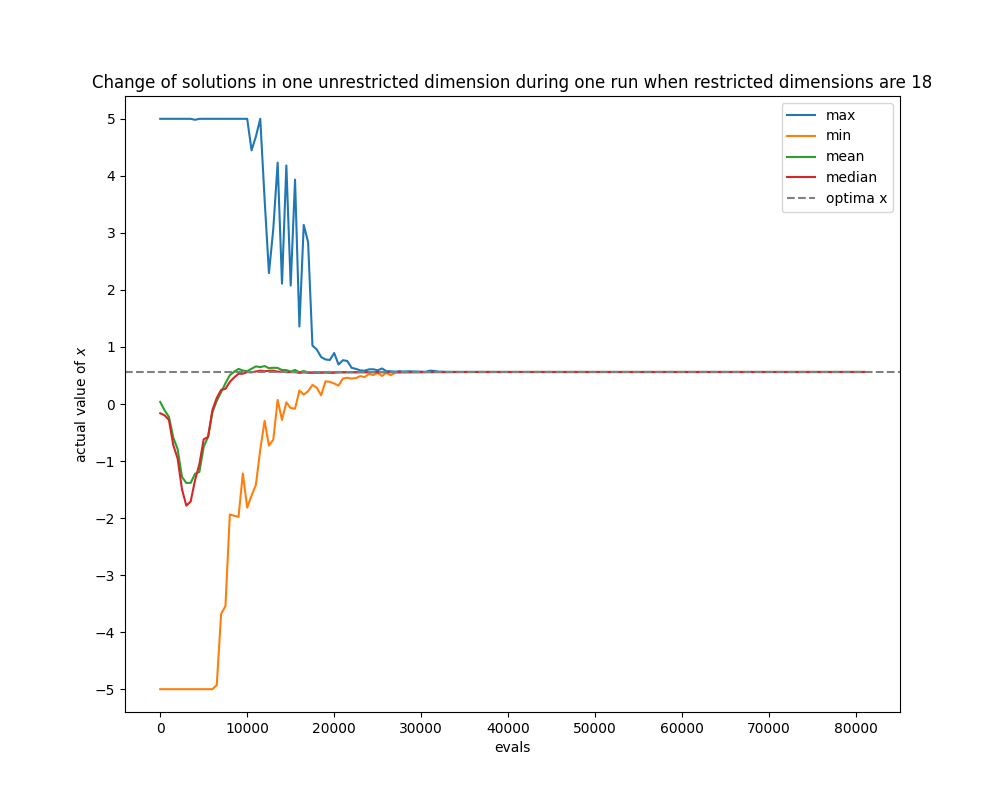 Change of solutions in one unrestricted dimension during one run when restricted dimensions are 18
max
min
mean
median
optima x
actual value of x
5
4
3
2
1
0
−1
−2
−3
−4
−5
0 10000 20000 30000 40000 50000 60000 70000 80000
evals